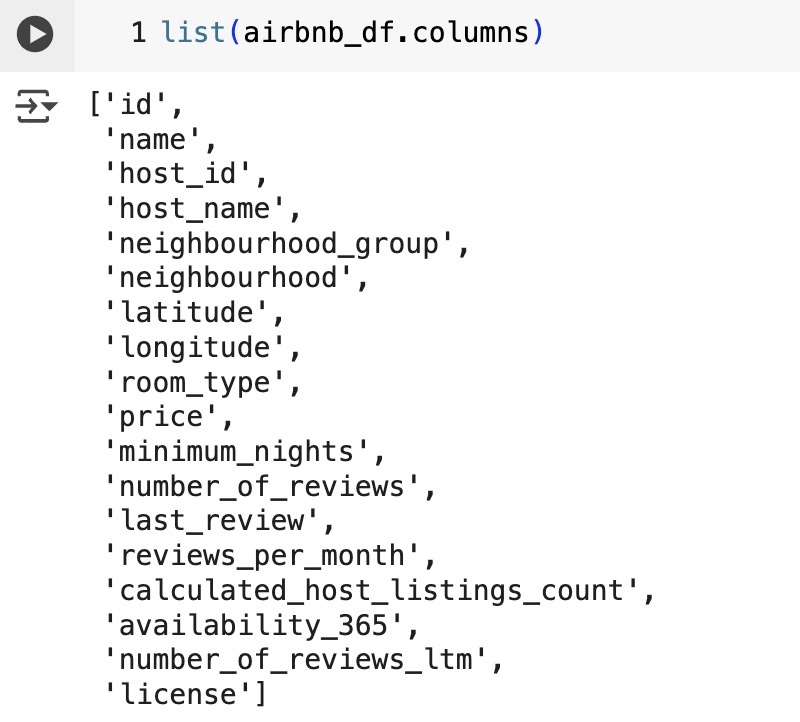 1 list(airbnb_df.columns)
['id',
'name',
'host_id',
'host_name',
'neighbourhood_group',
'neighbourhood',
'latitude',
'longitude',
'room_type',
'price',
'minimum_nights',
'number_of_reviews',
'last_review',
'reviews_per_month',
'calculated_host_listings_count',
'availability_365',
'number_of_reviews_ltm',
'license']